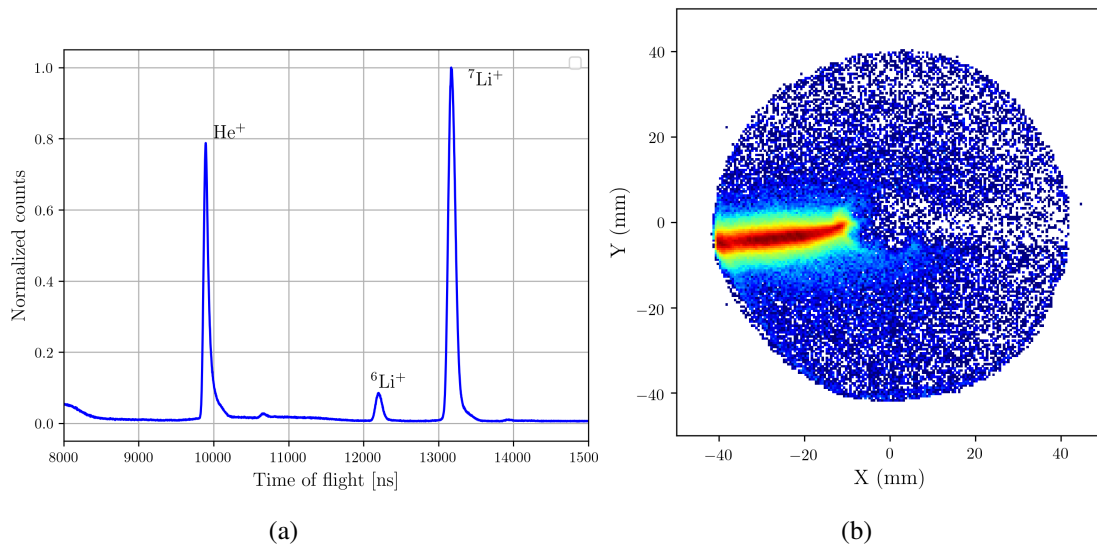 1.0
0.8
0.6
0.4
0.2
0.0
Normalized counts
He⁺
⁶Li⁺
⁷Li⁺
8000 9000 10000 11000 12000 13000 14000 1500
Time of flight [ns]
(a)
40
20
0
−20
−40
Y (mm)
−40 −20 0 20 40
X (mm)
(b)